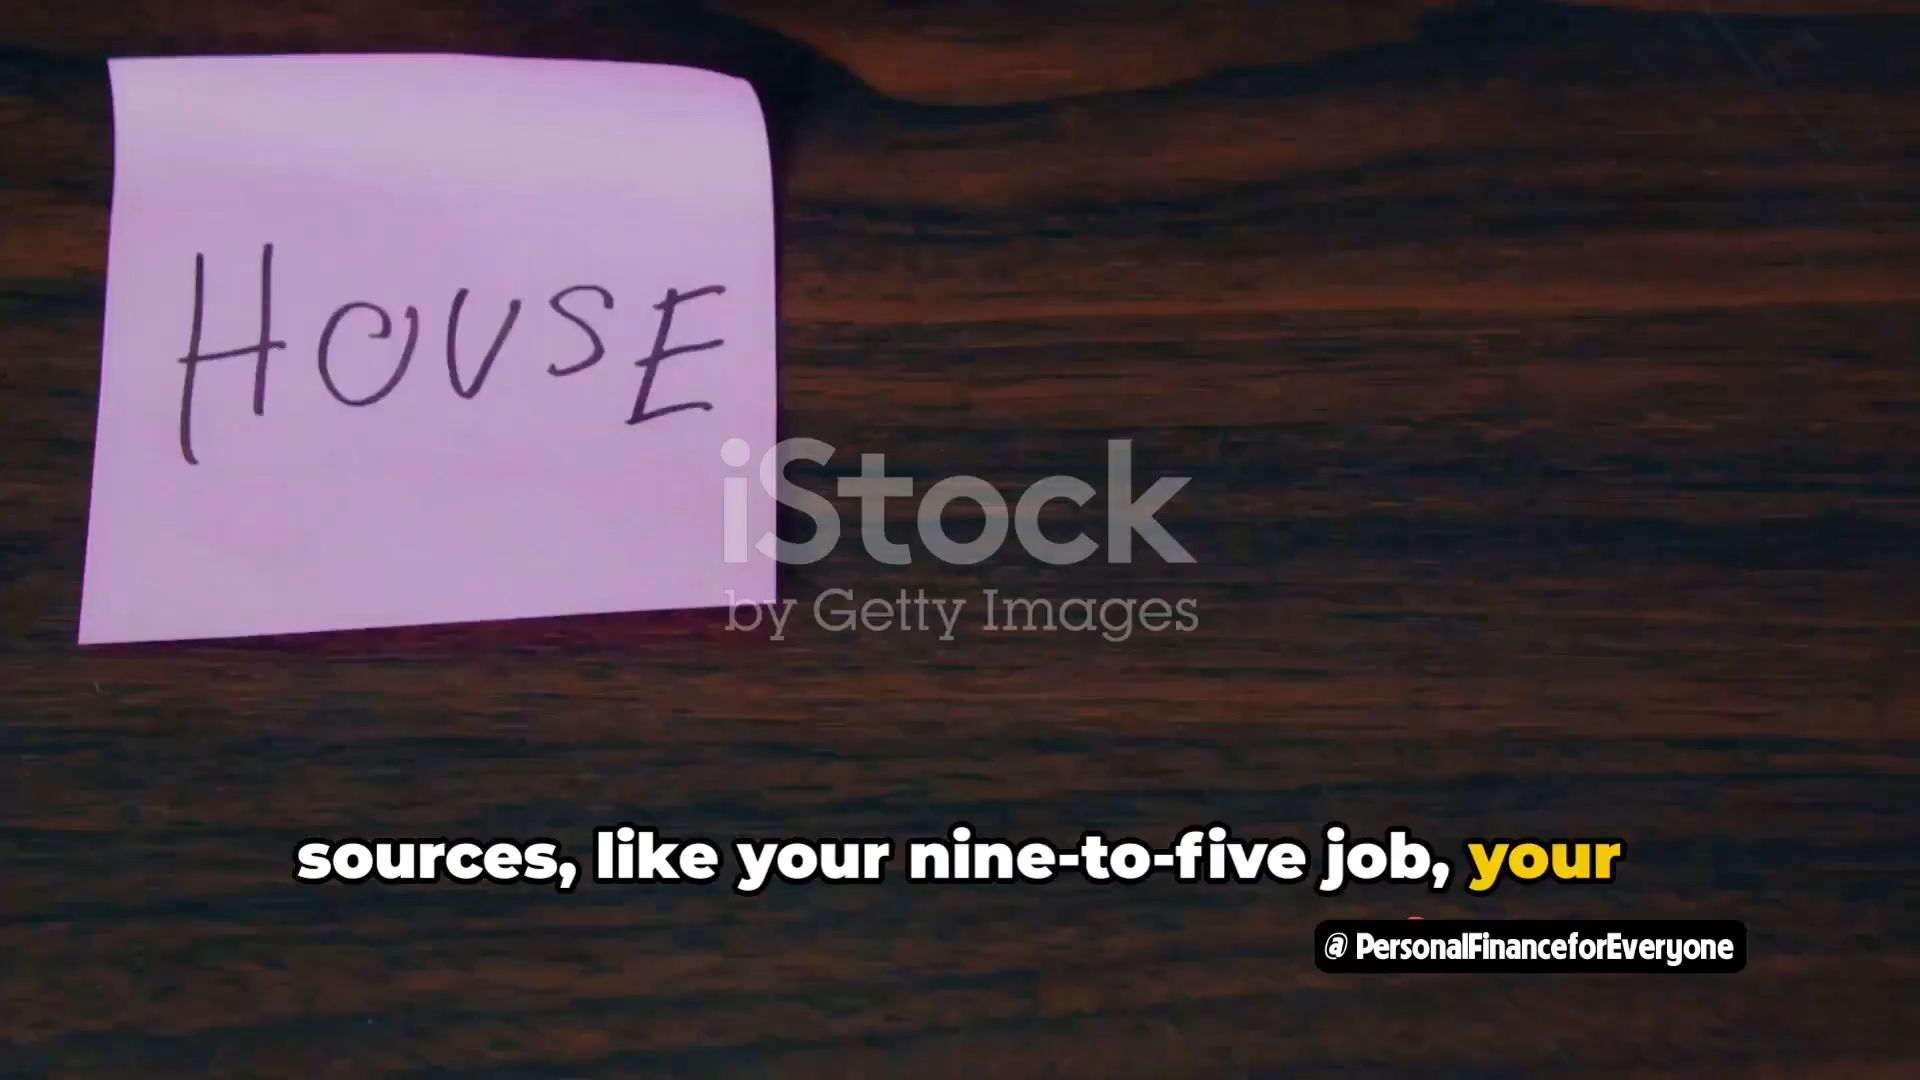 HOUSE
iStock
by Getty Images
sources, like your nine-to-five job, your
@ PersonalFinanceforEveryone